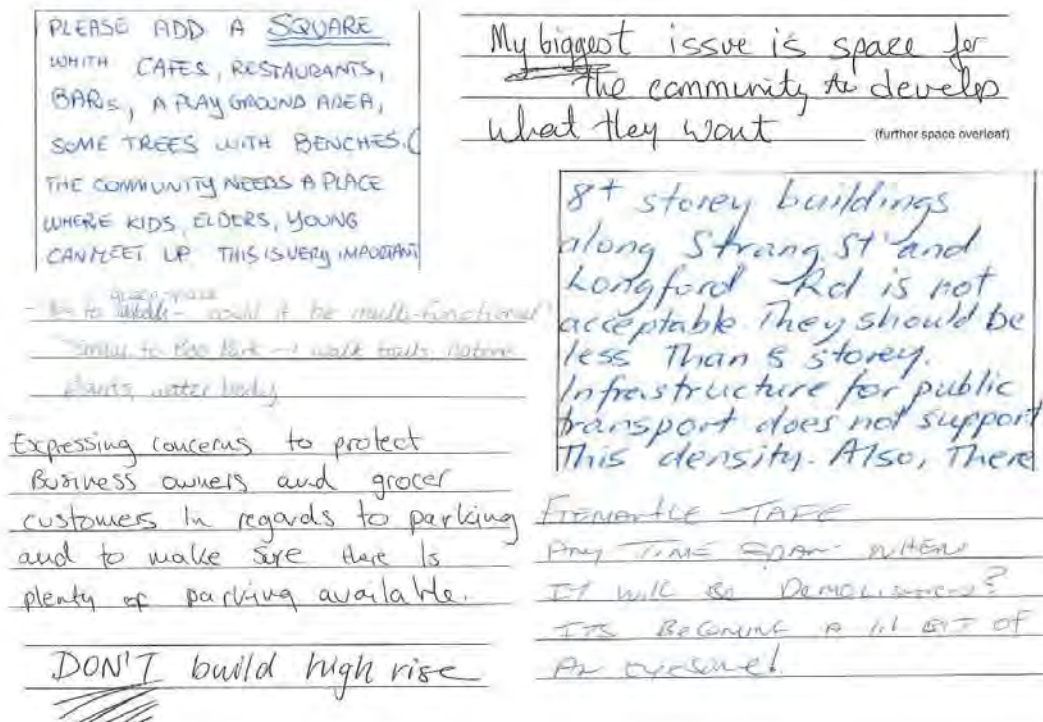 PLEASE ADD A SQUARE
WHITH CAFES, RESTAURANTS,
BARs, A PLAY GROUND AREA,
SOME TREES WITH BENCHES.(
THE COMMUNITY NEEDS A PLACE
WHERE KIDS, ELDERS, YOUNG
CAN MEET UP THIS IS VERY IMPORTANT
My biggest issue is space for
the community to develop
what they want
(further space overleaf)
green space
could it be multi-functional?
Similar to Boo Park → walk trails nature
plants, water body
8+ storey buildings
along Strang St and
Longford Rd is not
acceptable. They should be
less Than 5 storey.
Infrastructure for public
transport does not support
This density. Also, There
Expressing concerns to protect
Business owners and grocer
customers in regards to parking
and to make sure there is
plenty of parking available.
DON'T build high rise
FREMANTLE TAFE
ANY TIME SPAN WHEN
IT WILL BE DEMOLISHED?
ITS BECOMING A lil BIT OF
AN eyesore!